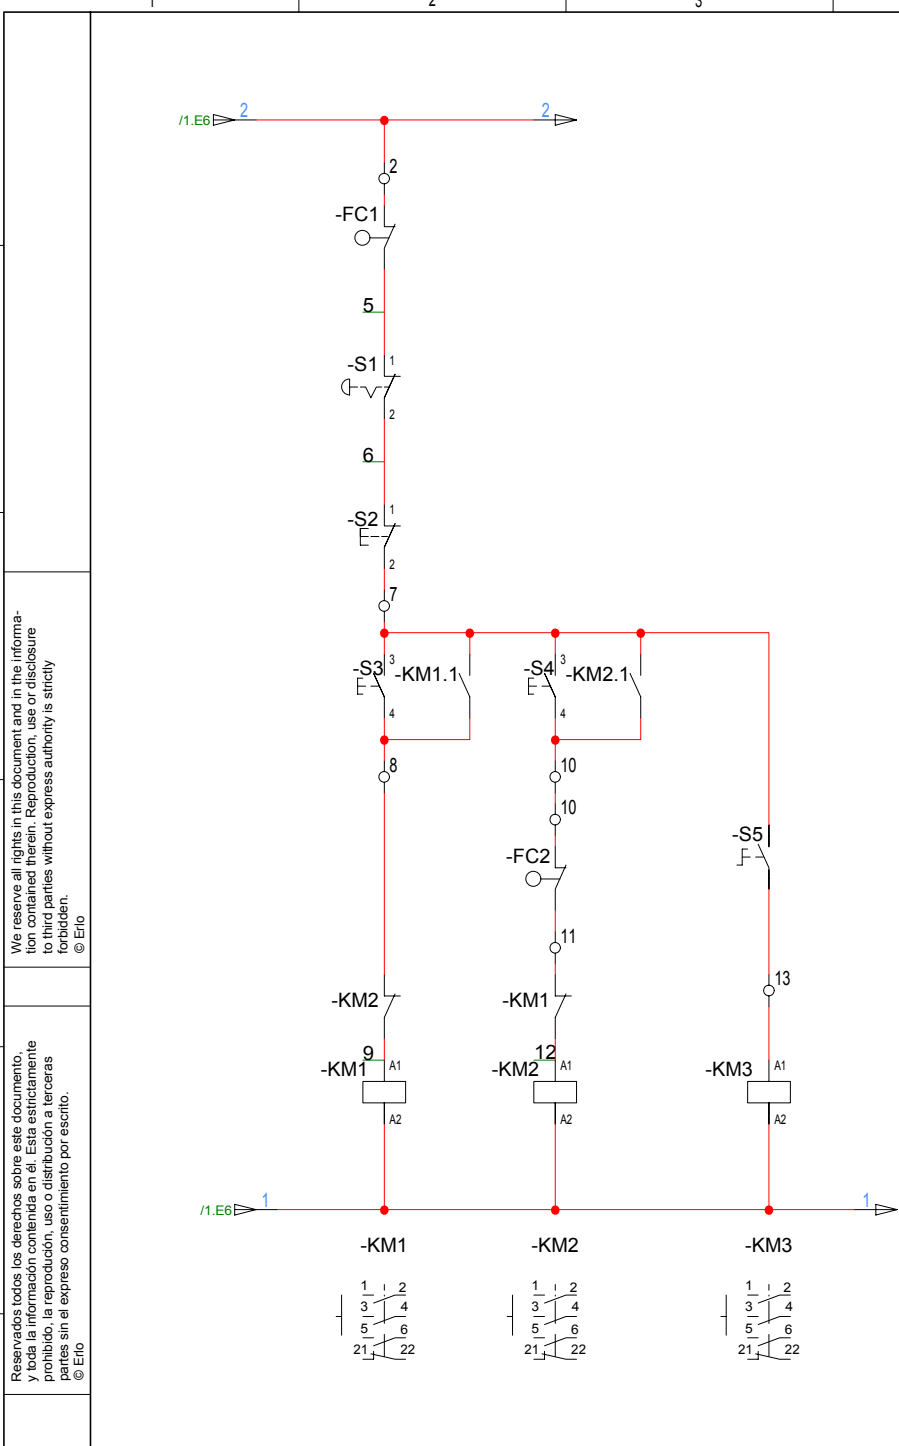 1
2
3
/1.E6
2
2
2
-FC1
5
-S1
1
2
6
-S2
1
2
7
-S3
3
4
-KM1.1
-S4
3
4
-KM2.1
8
10
10
-S5
-FC2
11
13
-KM2
-KM1
9
12
-KM1
A1
A2
-KM2
A1
A2
-KM3
A1
A2
/1.E6
1
1
-KM1
-KM2
-KM3
1 2
3 4
5 6
21 22
1 2
3 4
5 6
21 22
1 2
3 4
5 6
21 22
We reserve all rights in this document and in the informa-
tion contained therein. Reproduction, use or disclosure
to third parties without express authority is strictly
forbidden.
© Erlo
Reservados todos los derechos sobre este documento,
y toda la información contenida en él. Esta estrictamente
prohibido, la reprodución, uso o distribución a terceras
partes sin el expreso consentimiento por escrito.
© Erlo